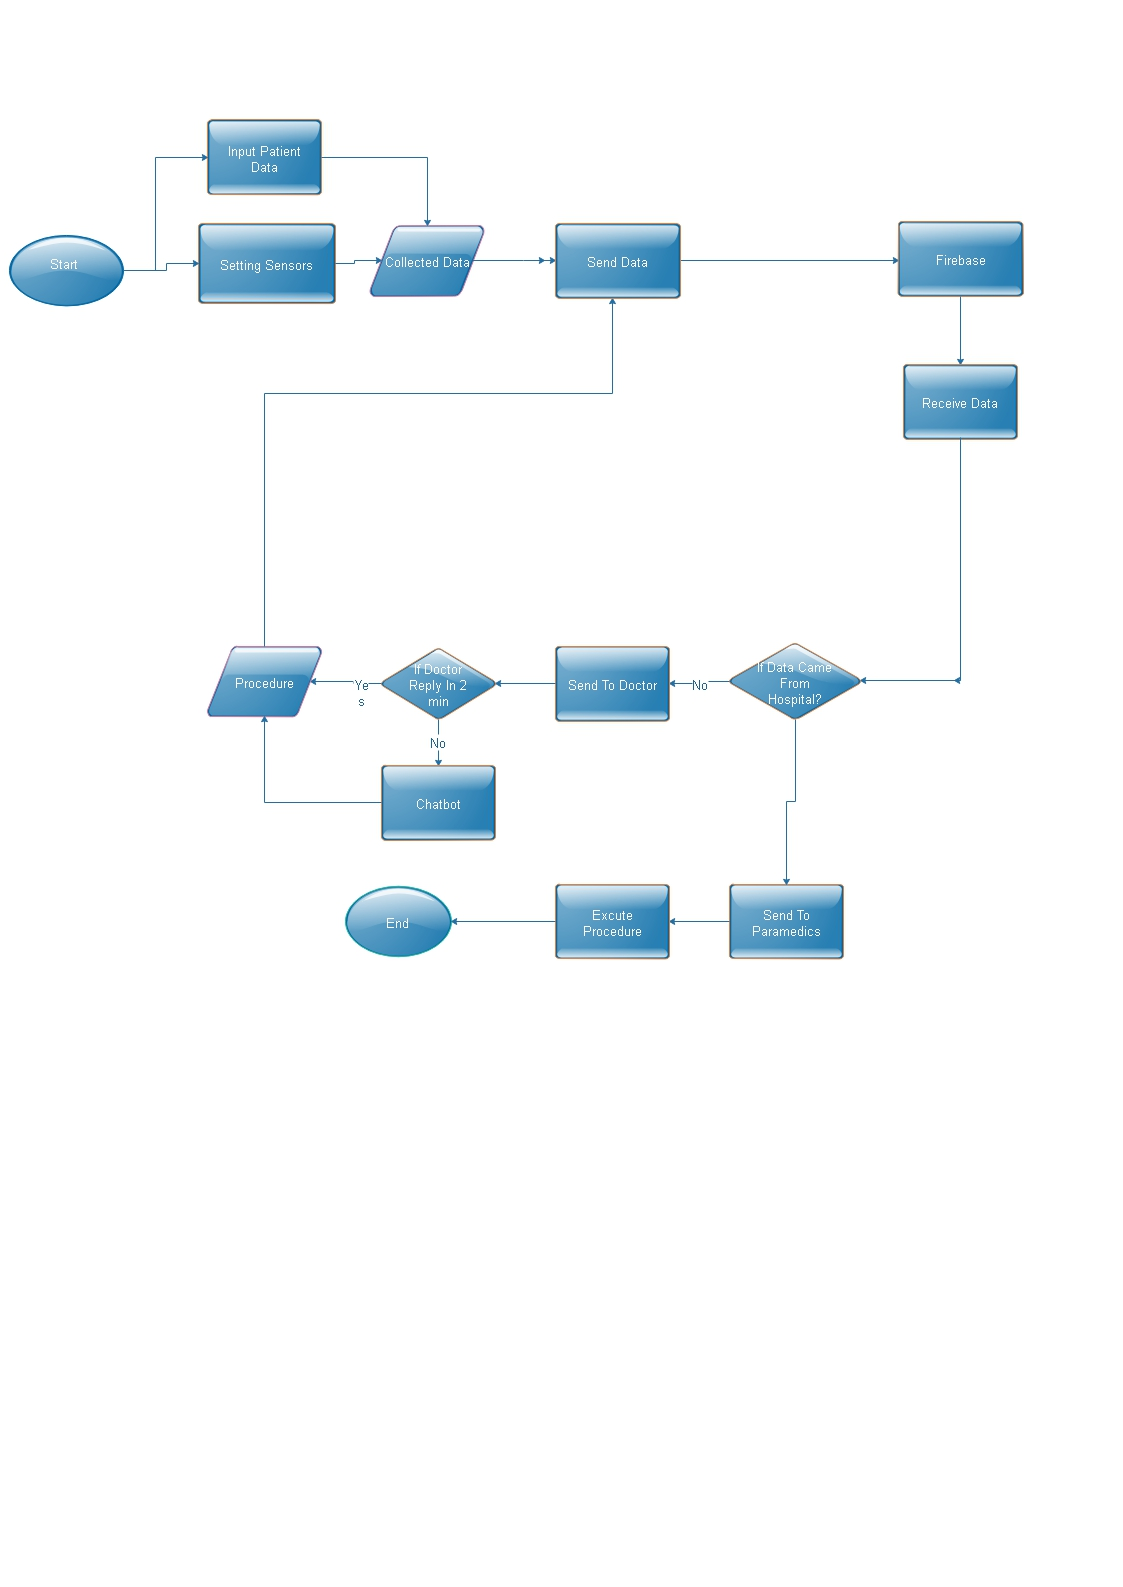 Input Patient
Data
Start
Setting Sensors
Collected Data
Send Data
Firebase
Receive Data
Procedure
Ye
s
If Doctor
Reply In 2
min
Send To Doctor
No
If Data Came
From
Hospital?
No
Chatbot
End
Excute
Procedure
Send To
Paramedics